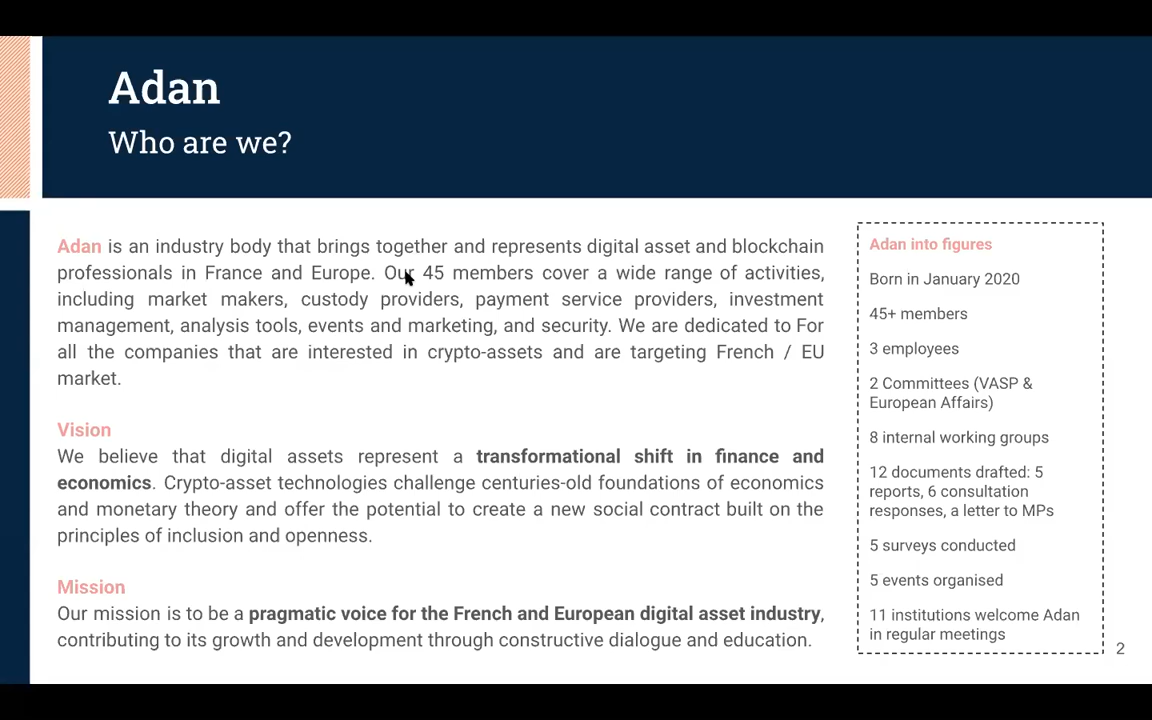 Adan
Who are we?
Adan is an industry body that brings together and represents digital asset and blockchain
professionals in France and Europe. Our 45 members cover a wide range of activities,
including market makers, custody providers, payment service providers, investment
management, analysis tools, events and marketing, and security. We are dedicated to For
all the companies that are interested in crypto-assets and are targeting French / EU
market.
Vision
We believe that digital assets represent a transformational shift in finance and
economics. Crypto-asset technologies challenge centuries-old foundations of economics
and monetary theory and offer the potential to create a new social contract built on the
principles of inclusion and openness.
Mission
Our mission is to be a pragmatic voice for the French and European digital asset industry,
contributing to its growth and development through constructive dialogue and education.
Adan into figures
Born in January 2020
45+ members
3 employees
2 Committees (VASP &
European Affairs)
8 internal working groups
12 documents drafted: 5
reports, 6 consultation
responses, a letter to MPs
5 surveys conducted
5 events organised
11 institutions welcome Adan
in regular meetings
2